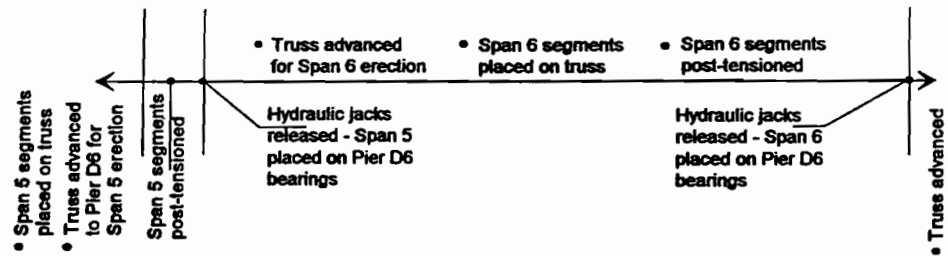 • Span 5 segments
placed on truss
• Truss advanced
to Pier D6 for
Span 5 erection
Span 5 segments
post-tensioned
• Truss advanced
for Span 6 erection
Hydraulic jacks
released - Span 5
placed on Pier D6
bearings
• Span 6 segments
placed on truss
• Span 6 segments
post-tensioned
Hydraulic jacks
released - Span 6
placed on Pier D6
bearings
• Truss advanced